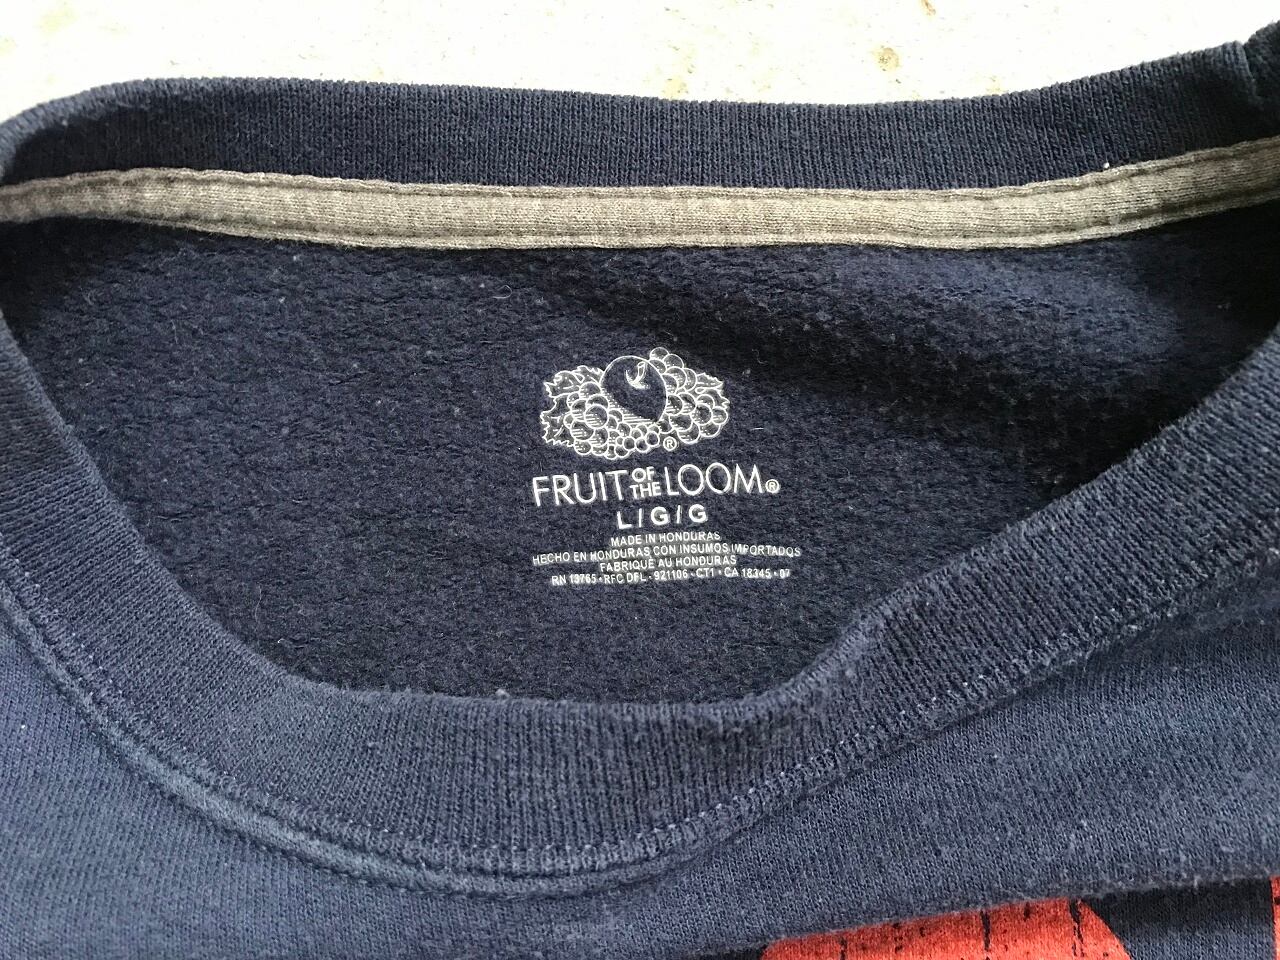 FRUIT OF THE LOOM®
L/G/G
MADE IN HONDURAS
HECHO EN HONDURAS CON INSUMOS IMPORTADOS
FABRIQUÉ AU HONDURAS
RN 13765 • RFC DFL - 921106 - CT1 • CA 18345 • 07